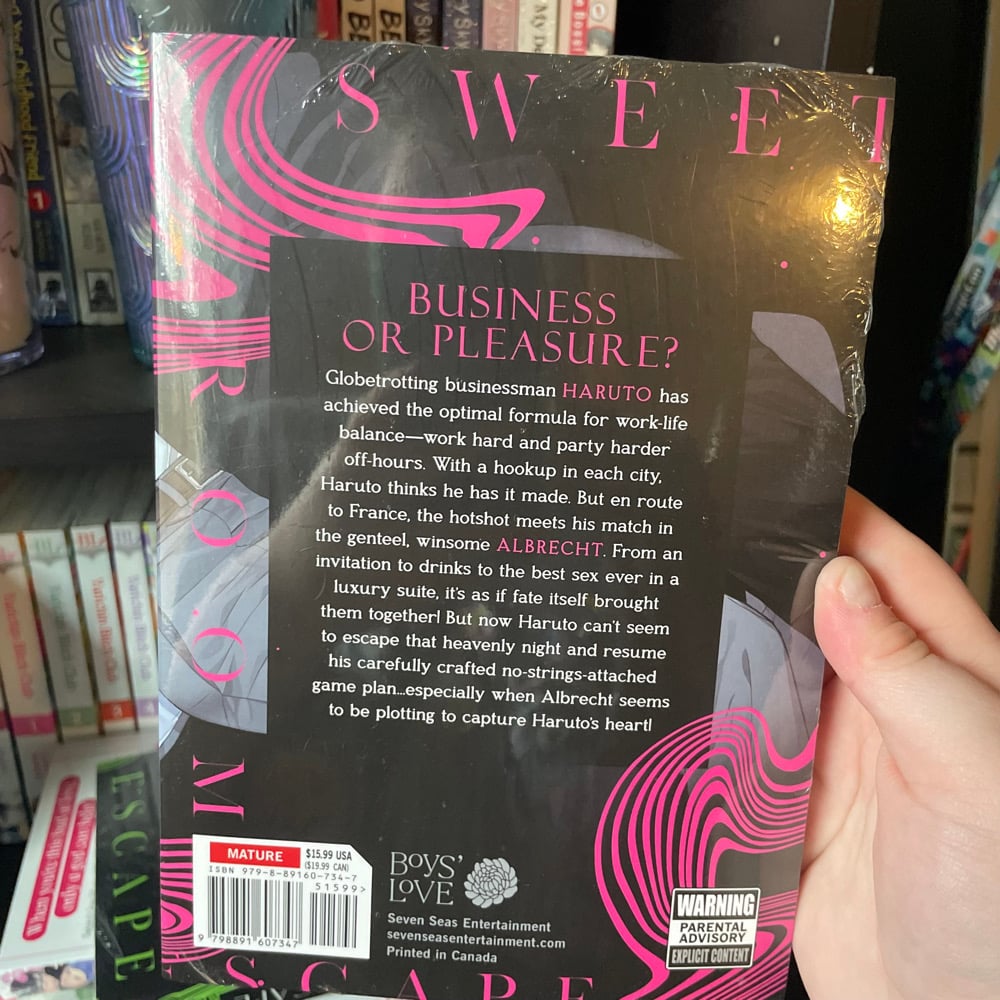 SWEET
ROOM
ESCAPE
BUSINESS
OR PLEASURE?
Globetrotting businessman HARUTO has
achieved the optimal formula for work-life
balance—work hard and party harder
off-hours. With a hookup in each city,
Haruto thinks he has it made. But en route
to France, the hotshot meets his match in
the genteel, winsome ALBRECHT. From an
invitation to drinks to the best sex ever in a
luxury suite, it's as if fate itself brought
them together! But now Haruto can't seem
to escape that heavenly night and resume
his carefully crafted no-strings-attached
game plan...especially when Albrecht seems
to be plotting to capture Haruto's heart!
MATURE
$15.99 USA
($19.99 CAN)
ISBN 979-8-89160-734-7
51599>
9 798891 607347
BOYS'
LOVE
Seven Seas Entertainment
sevenseasentertainment.com
Printed in Canada
WARNING
PARENTAL
ADVISORY
EXPLICIT CONTENT
ESCAPE
1
1
3